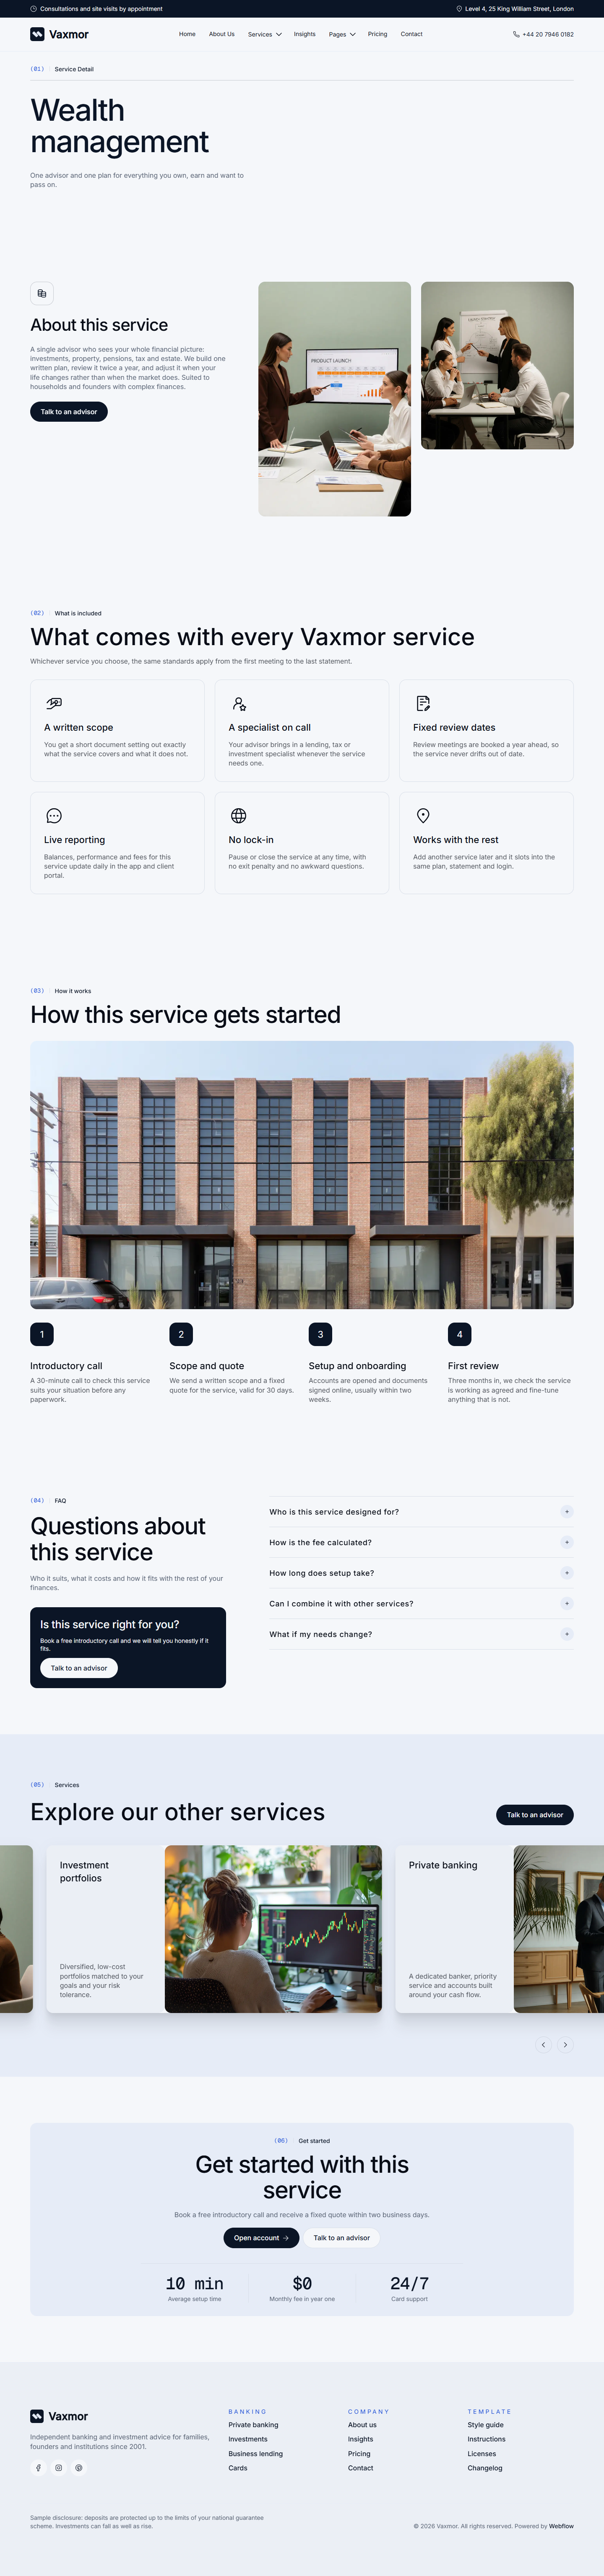 Consultations and site visits by appointment
Level 4, 25 King William Street, London
Vaxmor
Home
About Us
Services
Insights
Pages
Pricing
Contact
+44 20 7946 0182
(01)
Service Detail
Wealth
management
One advisor and one plan for everything you own, earn and want to
pass on.
About this service
A single advisor who sees your whole financial picture:
investments, property, pensions, tax and estate. We build one
written plan, review it twice a year, and adjust it when your
life changes rather than when the market does. Suited to
households and founders with complex finances.
Talk to an advisor
PRODUCT LAUNCH
(02)
What is included
What comes with every Vaxmor service
Whichever service you choose, the same standards apply from the first meeting to the last statement.
A written scope
You get a short document setting out exactly
what the service covers and what it does not.
A specialist on call
Your advisor brings in a lending, tax or
investment specialist whenever the service
needs one.
Fixed review dates
Review meetings are booked a year ahead, so
the service never drifts out of date.
Live reporting
Balances, performance and fees for this
service update daily in the app and client
portal.
No lock-in
Pause or close the service at any time, with
no exit penalty and no awkward questions.
Works with the rest
Add another service later and it slots into the
same plan, statement and login.
(03)
How it works
How this service gets started
1
Introductory call
A 30-minute call to check this service
suits your situation before any
paperwork.
2
Scope and quote
We send a written scope and a fixed
quote for the service, valid for 30 days.
3
Setup and onboarding
Accounts are opened and documents
signed online, usually within two
weeks.
4
First review
Three months in, we check the service
is working as agreed and fine-tune
anything that is not.
(04)
FAQ
Questions about
this service
Who it suits, what it costs and how it fits with the rest of your
finances.
Is this service right for you?
Book a free introductory call and we will tell you honestly if it
fits.
Talk to an advisor
Who is this service designed for?
How is the fee calculated?
How long does setup take?
Can I combine it with other services?
What if my needs change?
(05)
Services
Explore our other services
Talk to an advisor
Investment
portfolios
Diversified, low-cost
portfolios matched to your
goals and your risk
tolerance.
Private banking
A dedicated banker, priority
service and accounts built
around your cash flow.
(06)
Get started
Get started with this
service
Book a free introductory call and receive a fixed quote within two business days.
Open account
Talk to an advisor
10 min
Average setup time
$0
Monthly fee in year one
24/7
Card support
Vaxmor
Independent banking and investment advice for families,
founders and institutions since 2001.
BANKING
Private banking
Investments
Business lending
Cards
COMPANY
About us
Insights
Pricing
Contact
TEMPLATE
Style guide
Instructions
Licenses
Changelog
Sample disclosure: deposits are protected up to the limits of your national guarantee
scheme. Investments can fall as well as rise.
© 2026 Vaxmor. All rights reserved. Powered by Webflow